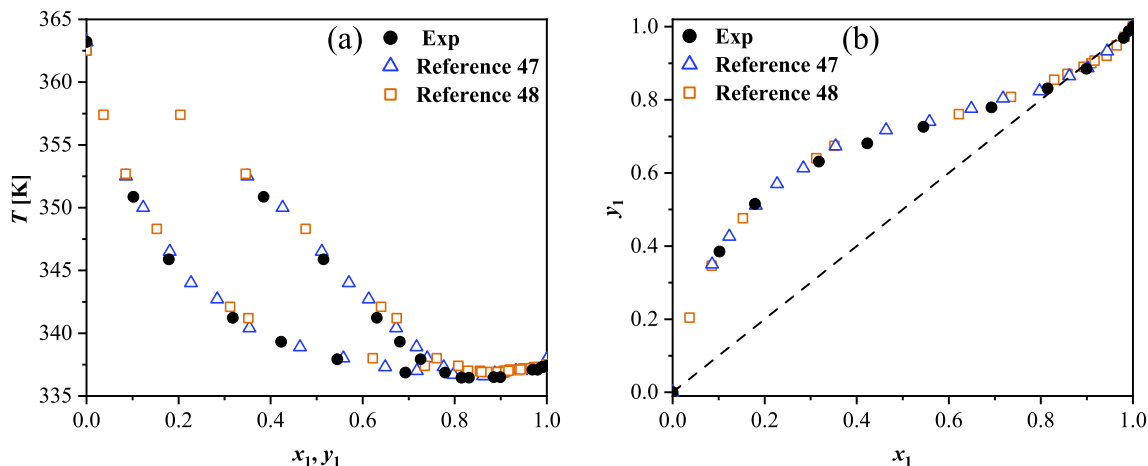 (a)
Exp
Reference 47
Reference 48
365
360
355
350
345
340
335
T [K]
0.0 0.2 0.4 0.6 0.8 1.0
x1, y1
(b)
Exp
Reference 47
Reference 48
1.0
0.8
0.6
0.4
0.2
0.0
y1
0.0 0.2 0.4 0.6 0.8 1.0
x1